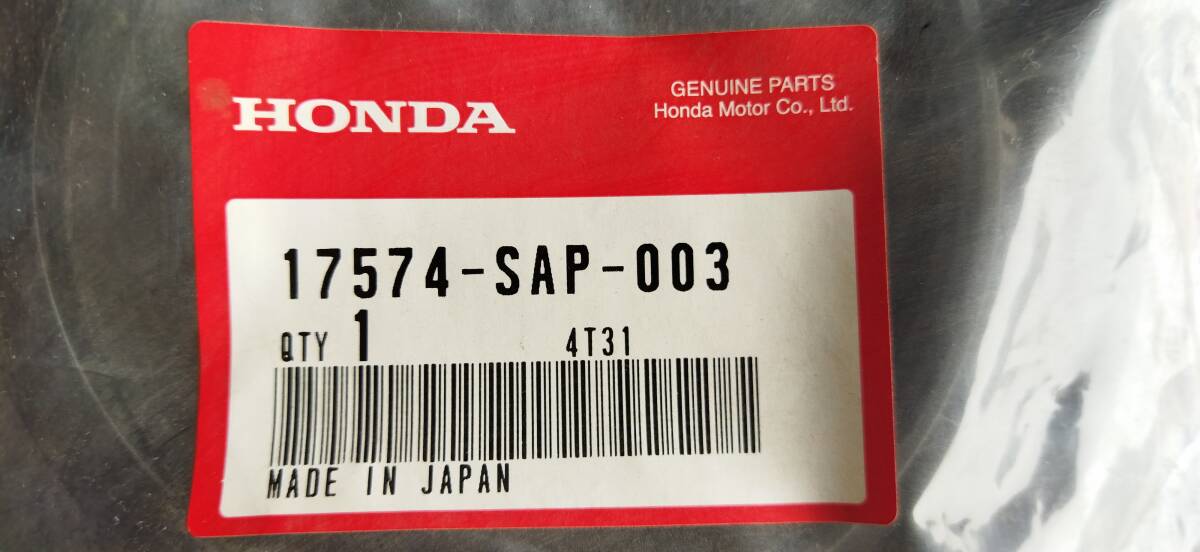 HONDA
GENUINE PARTS
Honda Motor Co., Ltd.
17574-SAP-003
QTY 1 4T31
MADE IN JAPAN